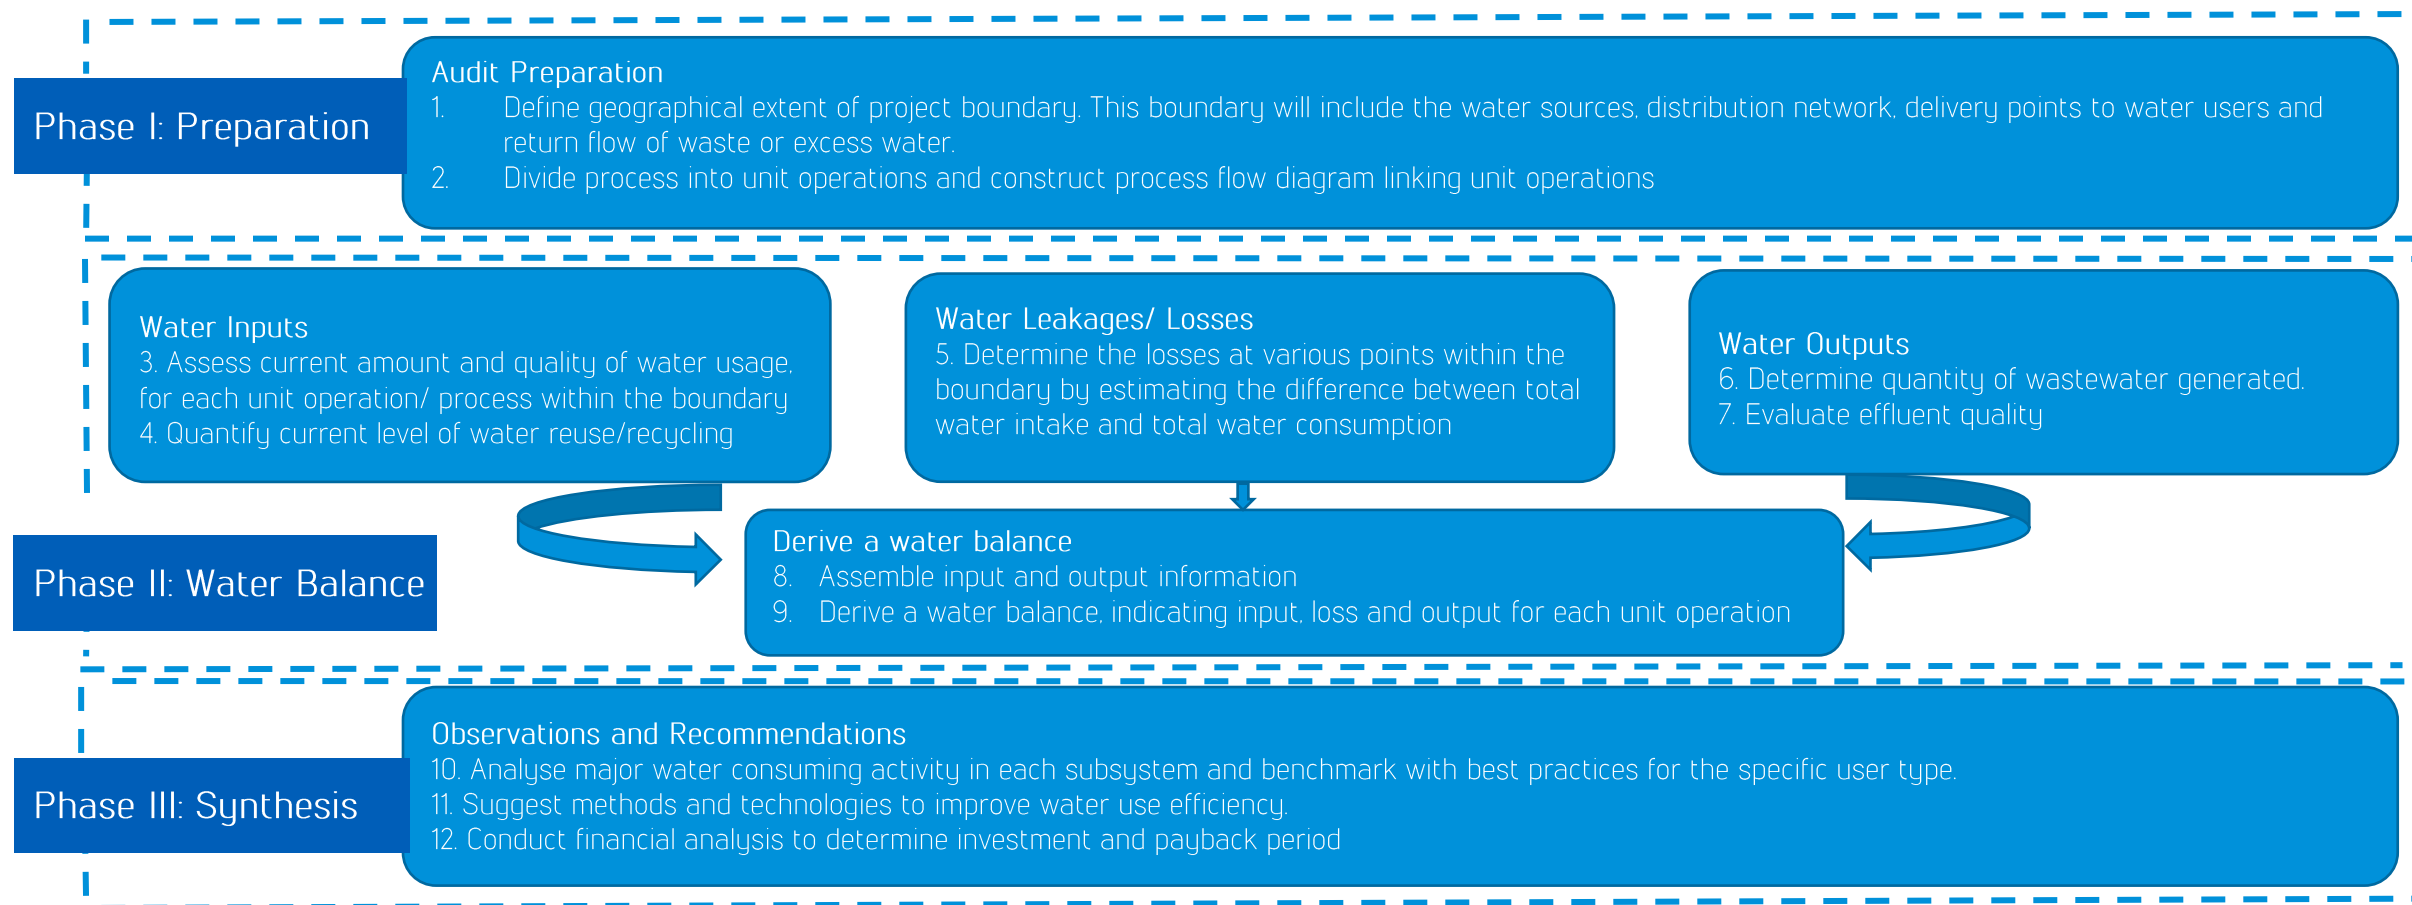 Phase I: Preparation
Audit Preparation
1. Define geographical extent of project boundary. This boundary will include the water sources, distribution network, delivery points to water users and
return flow of waste or excess water.
2. Divide process into unit operations and construct process flow diagram linking unit operations
Water Inputs
3. Assess current amount and quality of water usage,
for each unit operation/ process within the boundary
4. Quantify current level of water reuse/recycling
Water Leakages/ Losses
5. Determine the losses at various points within the
boundary by estimating the difference between total
water intake and total water consumption
Water Outputs
6. Determine quantity of wastewater generated.
7. Evaluate effluent quality
Phase II: Water Balance
Derive a water balance
8. Assemble input and output information
9. Derive a water balance, indicating input, loss and output for each unit operation
Phase III: Synthesis
Observations and Recommendations
10. Analyse major water consuming activity in each subsystem and benchmark with best practices for the specific user type.
11. Suggest methods and technologies to improve water use efficiency.
12. Conduct financial analysis to determine investment and payback period